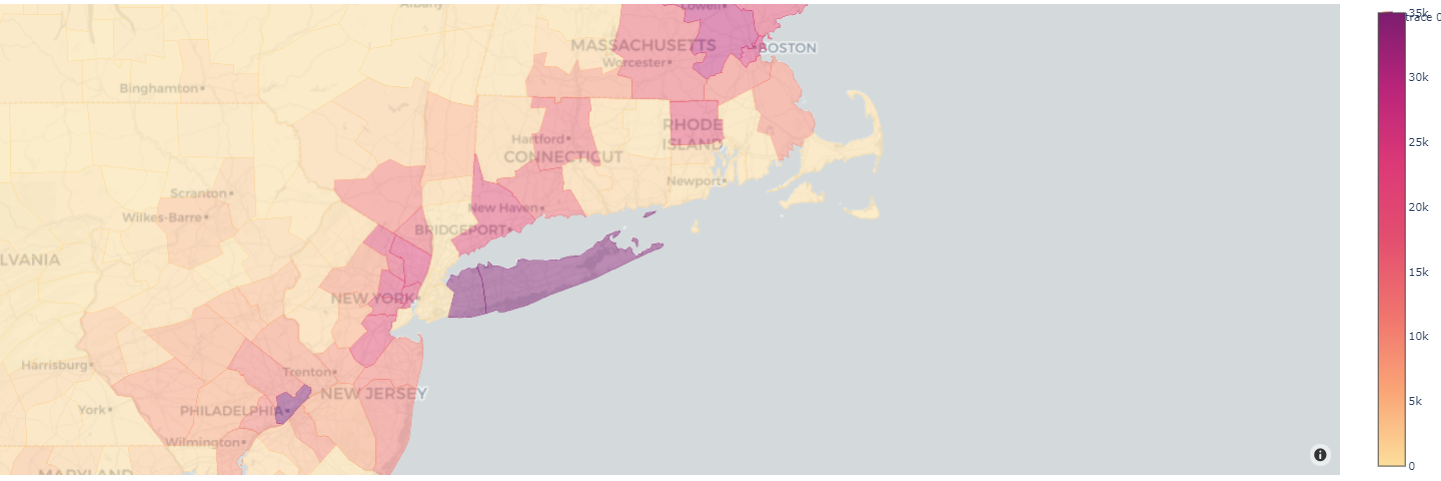 Albany
Lowell
MASSACHUSETTS
BOSTON
Worcester
Binghamton
RHODE
ISLAND
Hartford
CONNECTICUT
Newport
Scranton
New Haven
Wilkes-Barre
BRIDGEPORT
LVANIA
NEW YORK
Harrisburg
Trenton
NEW JERSEY
York
PHILADELPHIA
Wilmington
MARYLAND
35k
trace 0
30k
25k
20k
15k
10k
5k
0